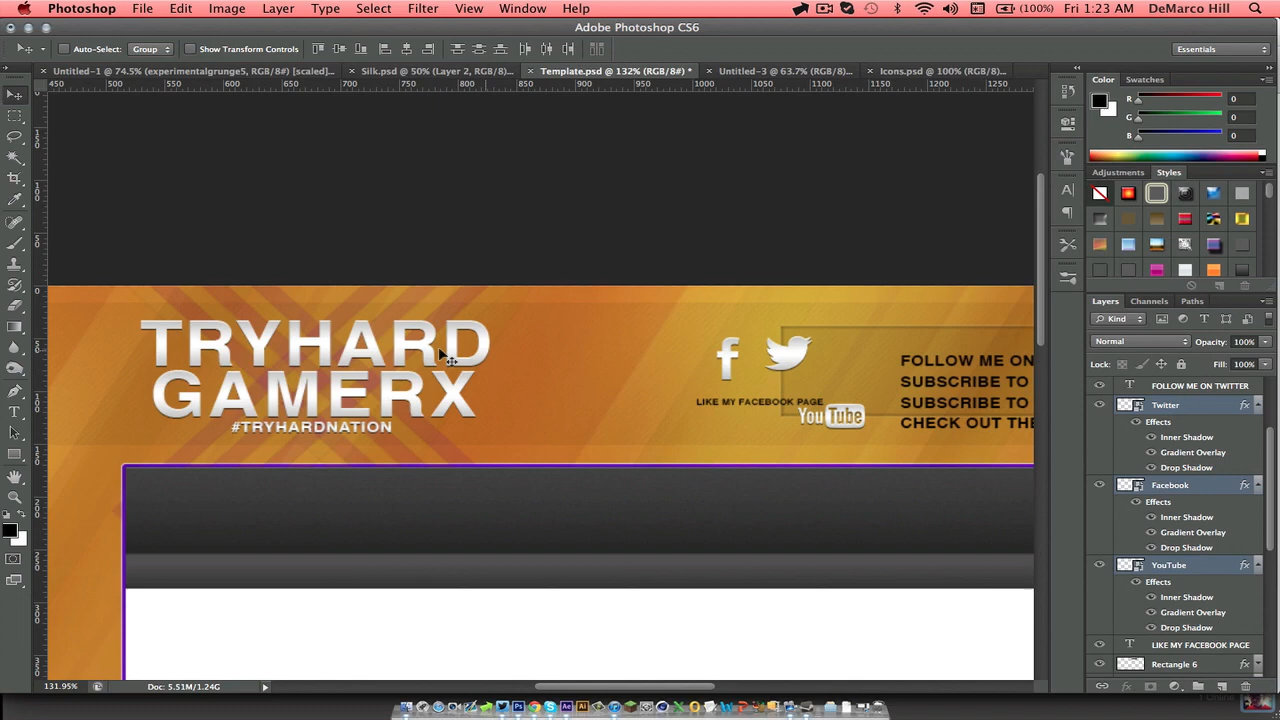 Photoshop File Edit Image Layer Type Select Filter View Window Help (100%) Fri 1:23 AM DeMarco Hill
Adobe Photoshop CS6
Auto-Select: Group Show Transform Controls Essentials
Untitled-1 @ 74.5% (experimentalgrunge5, RGB/8#) [scaled]... Silk.psd @ 50% (Layer 2, RGB/8)... Template.psd @ 132% (RGB/8#) * Untitled-3 @ 63.7% (RGB/8)... Icons.psd @ 100% (RGB/8)...
450 500 550 600 650 700 750 800 850 900 950 1000 1050 1100 1150 1200 1250
Color Swatches
R 0
G 0
B 0
Adjustments Styles
TRYHARD
GAMERX
#TRYHARDNATION
f
LIKE MY FACEBOOK PAGE
YouTube
FOLLOW ME ON
SUBSCRIBE TO
SUBSCRIBE TO
CHECK OUT THE
Layers Channels Paths
Kind
Normal Opacity: 100%
Lock: Fill: 100%
T FOLLOW ME ON TWITTER
Twitter fx
Effects
Inner Shadow
Gradient Overlay
Drop Shadow
Facebook fx
Effects
Inner Shadow
Gradient Overlay
Drop Shadow
YouTube fx
Effects
Inner Shadow
Gradient Overlay
Drop Shadow
T LIKE MY FACEBOOK PAGE
Rectangle 6 fx
131.95% Doc: 5.51M/1.24G